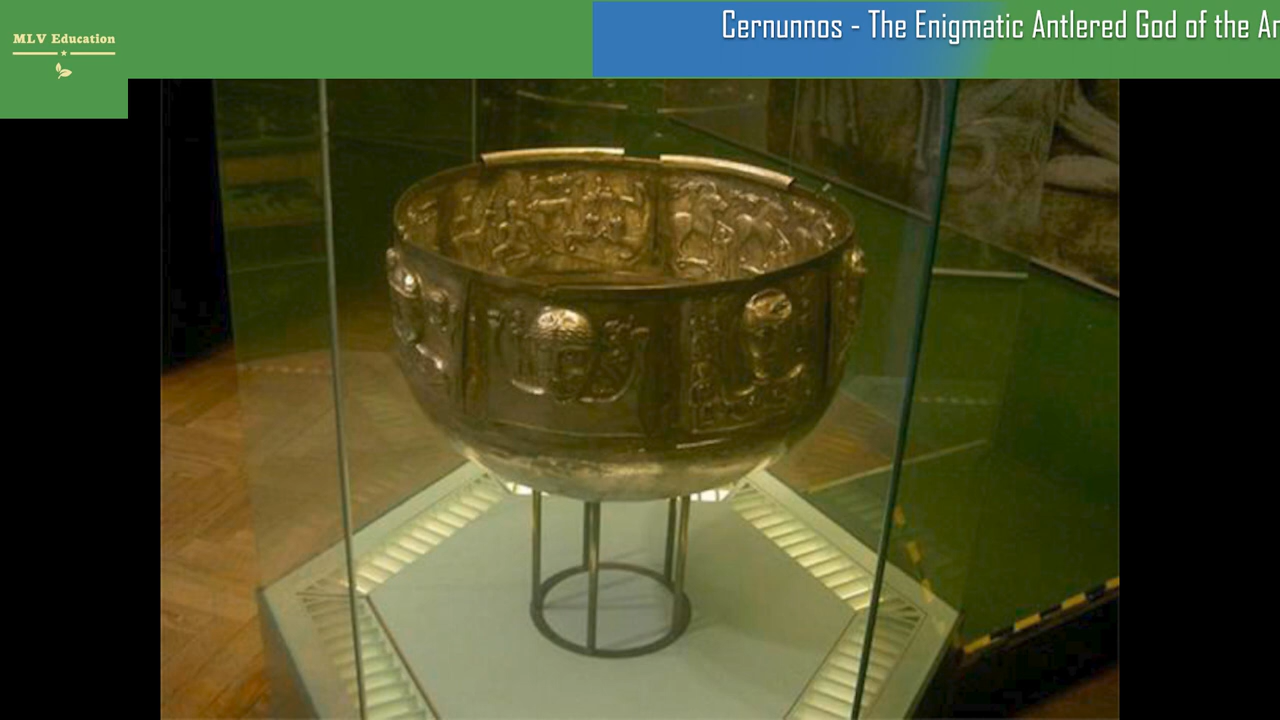 MLV Education
Cernunnos - The Enigmatic Antlered God of the